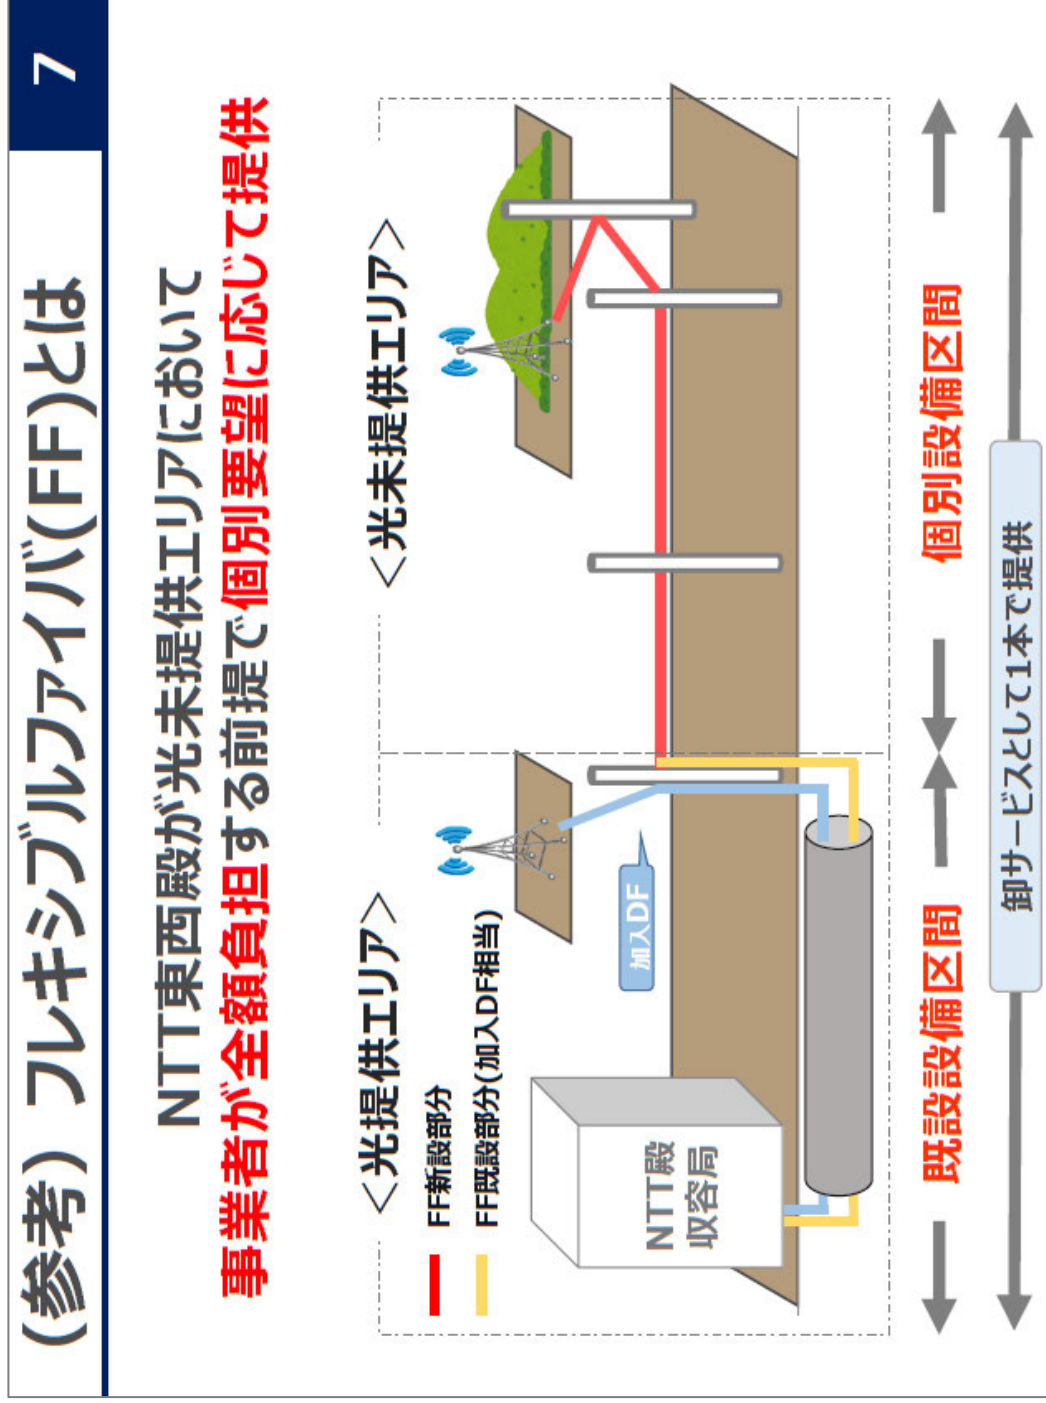 (参考) フレキシブルファイバ(FF)とは
7
NTT東西殿が光未提供エリアにおいて
事業者が全額負担する前提で個別要望に応じて提供
＜光提供エリア＞
＜光未提供エリア＞
FF新設部分
FF既設部分(加入DF相当)
加入DF
NTT殿
収容局
既設設備区間
個別設備区間
卸サービスとして1本で提供